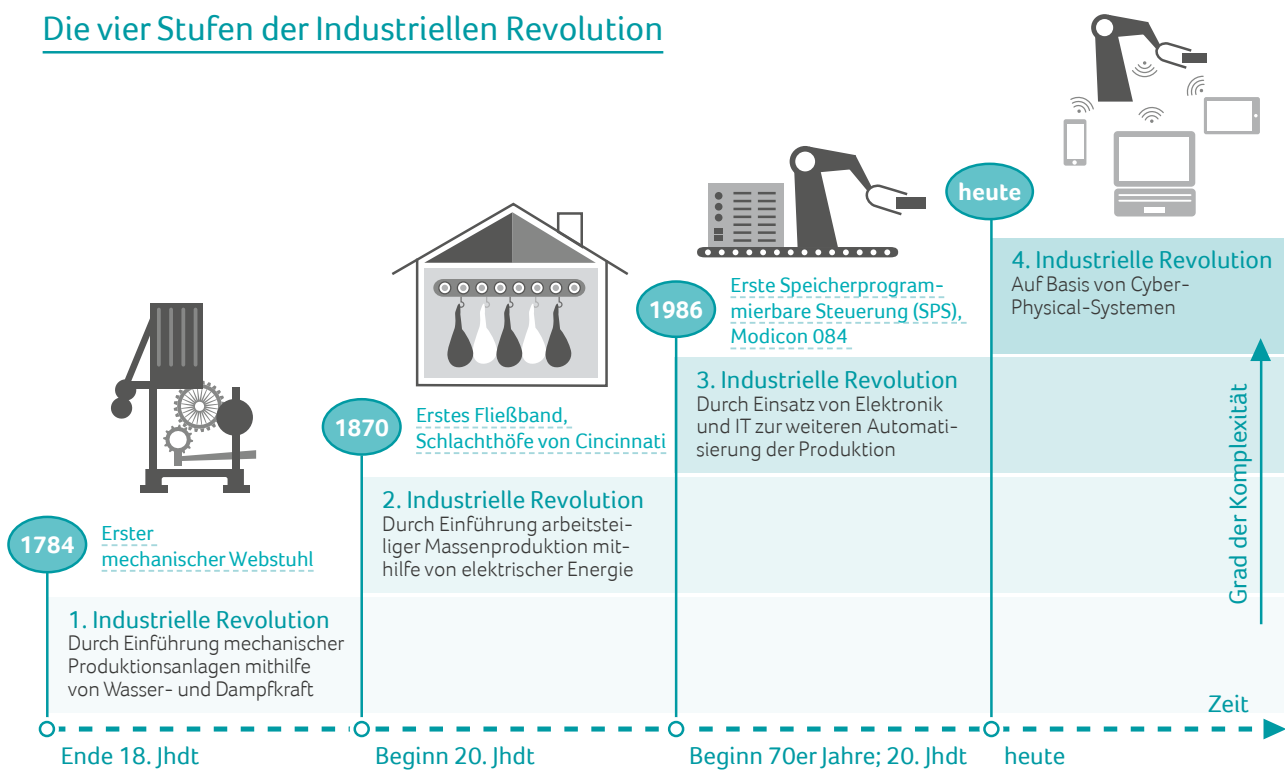 Die vier Stufen der Industriellen Revolution
heute
4. Industrielle Revolution
Auf Basis von Cyber-
Physical-Systemen
1986
Erste Speicherprogram-
mierbare Steuerung (SPS),
Modicon 084
3. Industrielle Revolution
Durch Einsatz von Elektronik
und IT zur weiteren Automati-
sierung der Produktion
1870
Erstes Fließband,
Schlachthöfe von Cincinnati
2. Industrielle Revolution
Durch Einführung arbeitstei-
liger Massenproduktion mit-
hilfe von elektrischer Energie
1784
Erster
mechanischer Webstuhl
1. Industrielle Revolution
Durch Einführung mechanischer
Produktionsanlagen mithilfe
von Wasser- und Dampfkraft
Grad der Komplexität
Zeit
Ende 18. Jhdt
Beginn 20. Jhdt
Beginn 70er Jahre; 20. Jhdt
heute